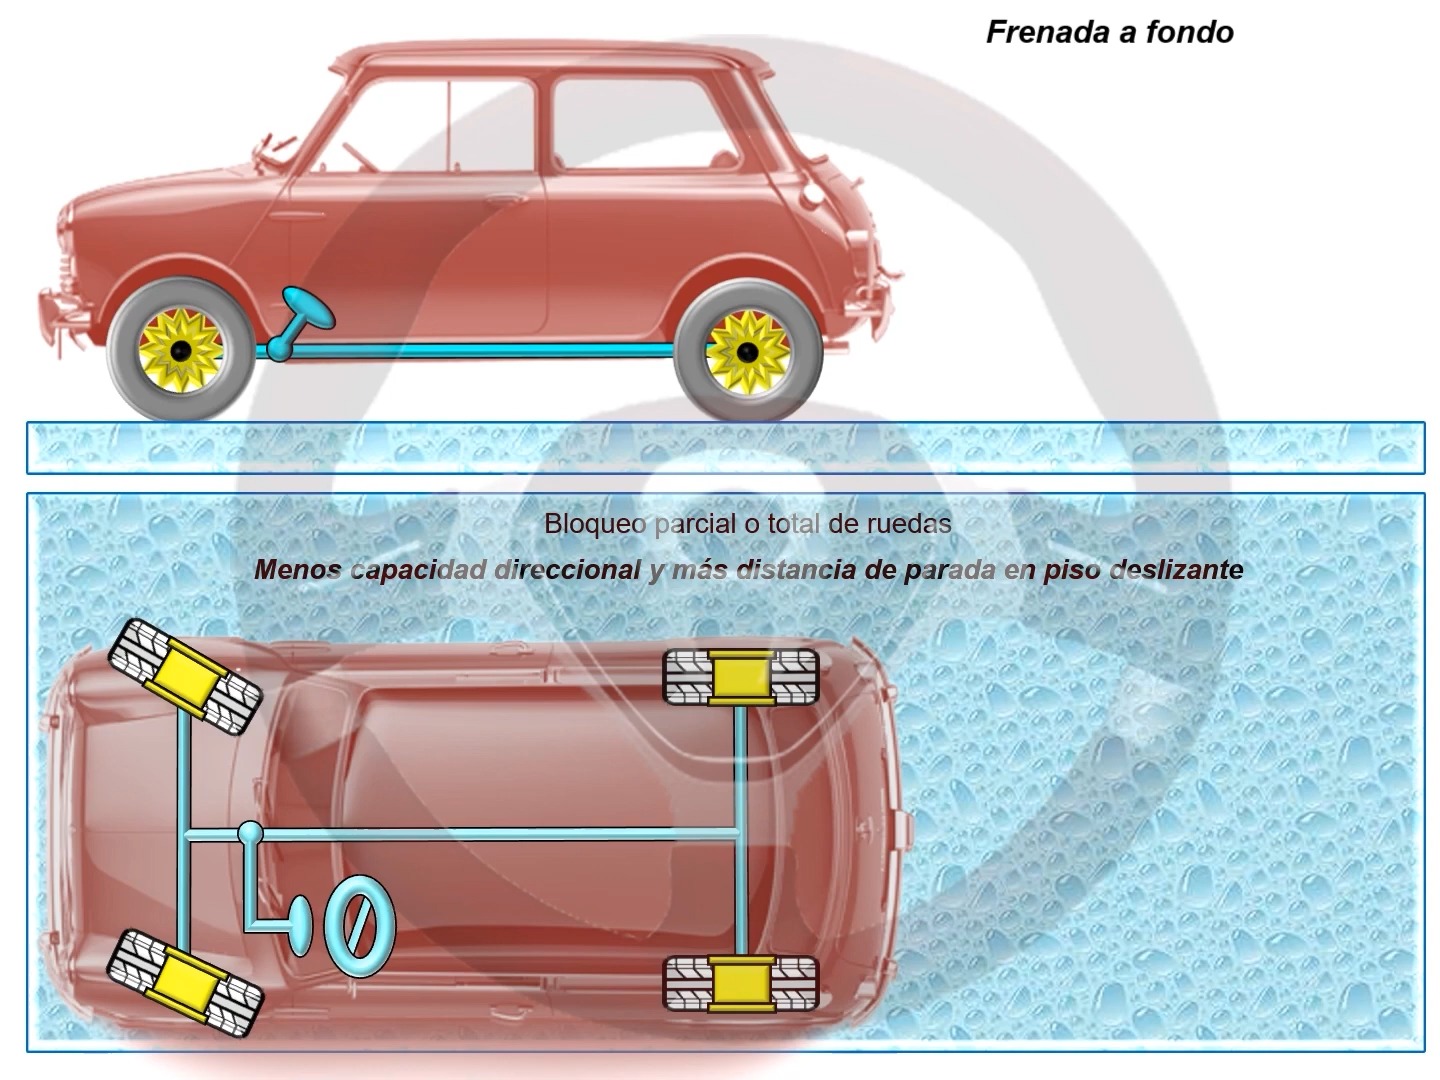 Frenada a fondo
Bloqueo parcial o total de ruedas
Menos capacidad direccional y más distancia de parada en piso deslizante